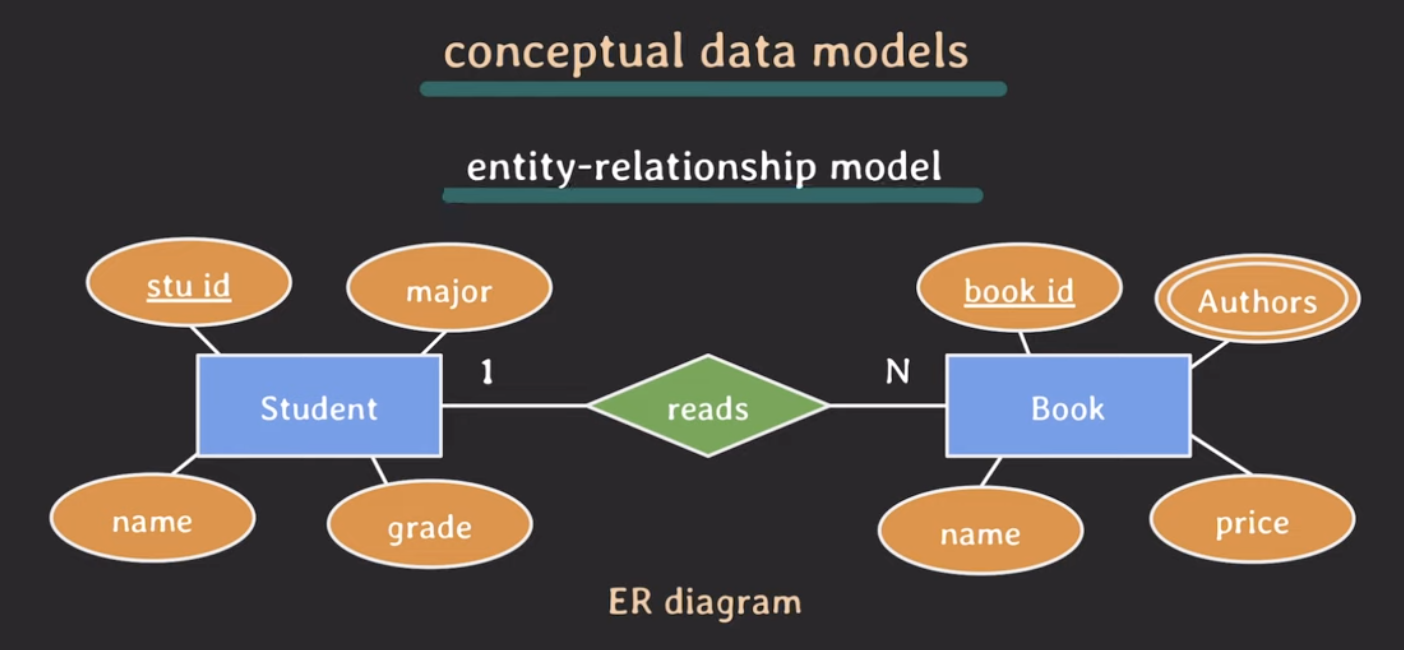 conceptual data models
entity-relationship model
stu id
major
book id
Authors
1
N
Student
reads
Book
name
grade
name
price
ER diagram